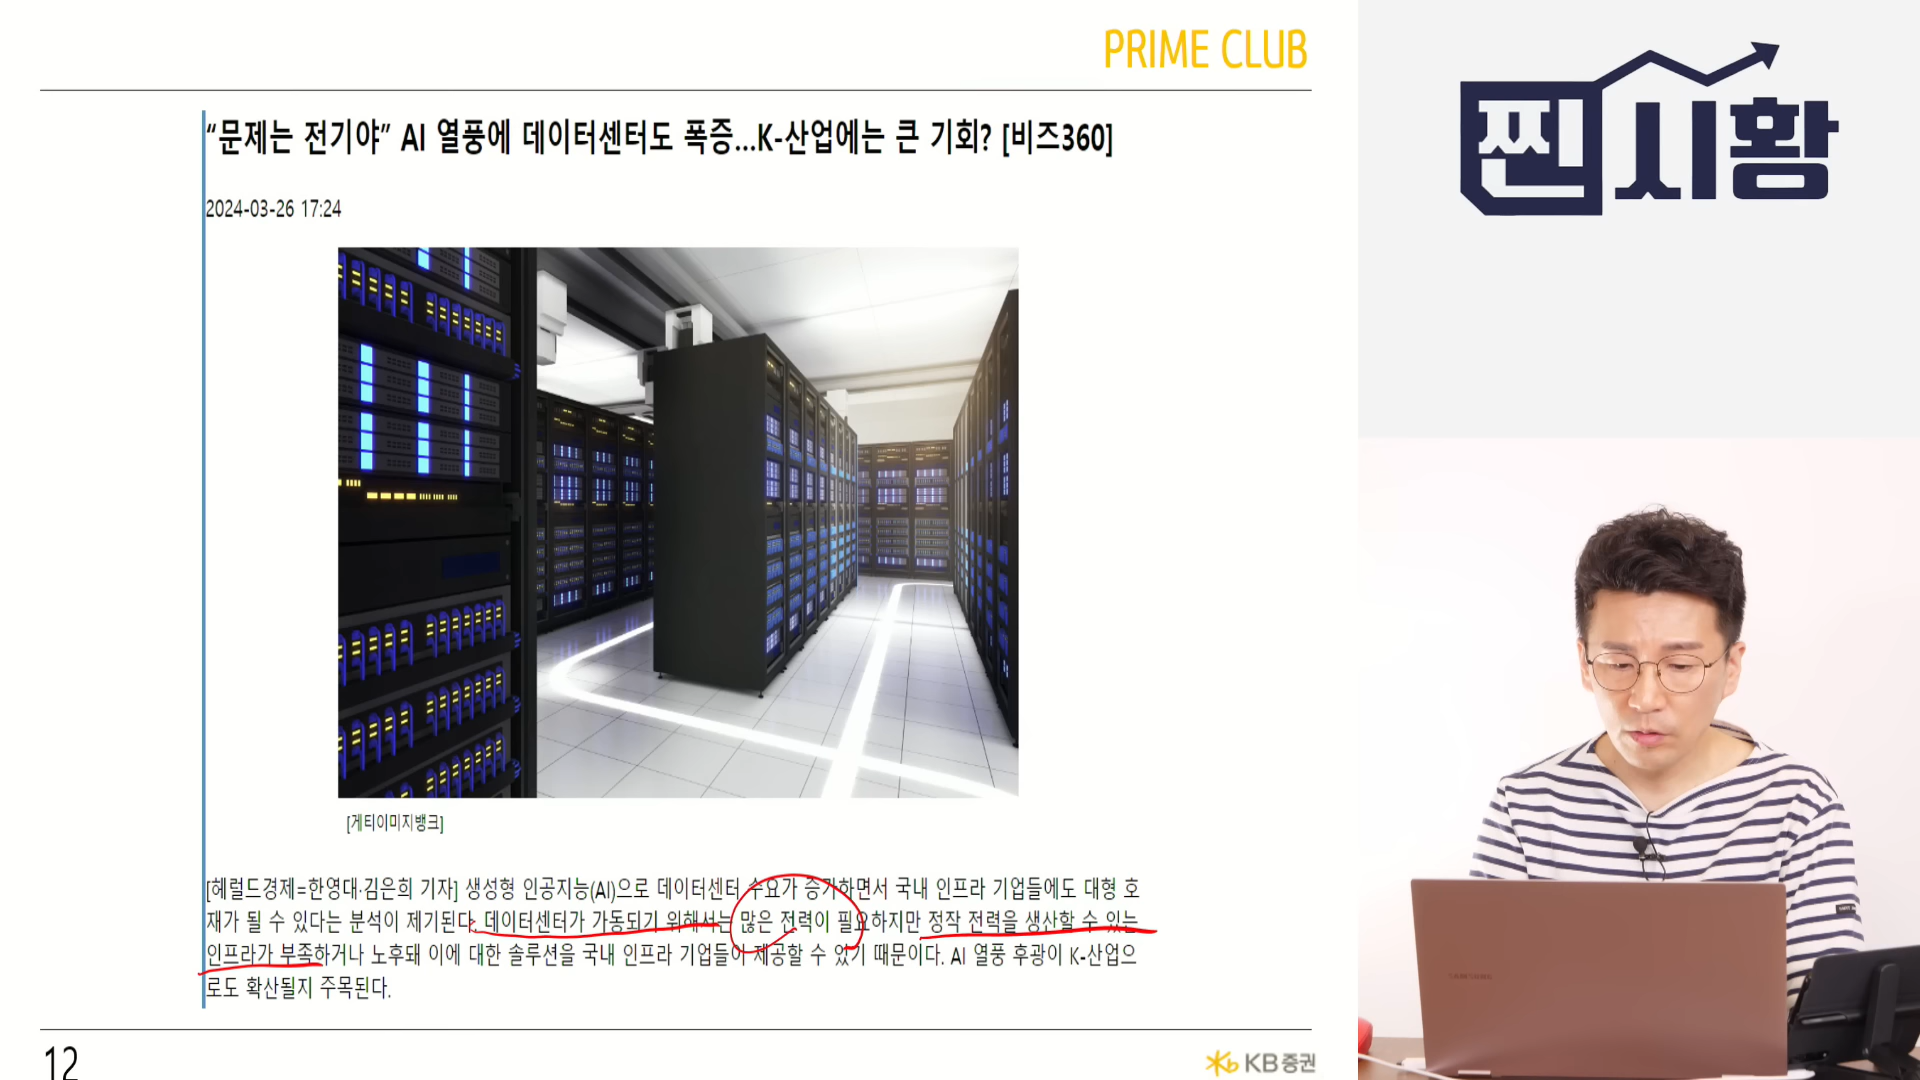 PRIME CLUB
찐시황
“문제는 전기야” AI 열풍에 데이터센터도 폭증...K-산업에는 큰 기회? [비즈360]
2024-03-26 17:24
[게티이미지뱅크]
[헤럴드경제=한영대·김은희 기자] 생성형 인공지능(AI)으로 데이터센터 수요가 증가하면서 국내 인프라 기업들에도 대형 호
재가 될 수 있다는 분석이 제기된다. 데이터센터가 가동되기 위해서는 많은 전력이 필요하지만 정작 전력을 생산할 수 있는
인프라가 부족하거나 노후돼 이에 대한 솔루션을 국내 인프라 기업들이 제공할 수 있기 때문이다. AI 열풍 후광이 K-산업으
로도 확산될지 주목된다.
SAMSUNG
12
KB증권